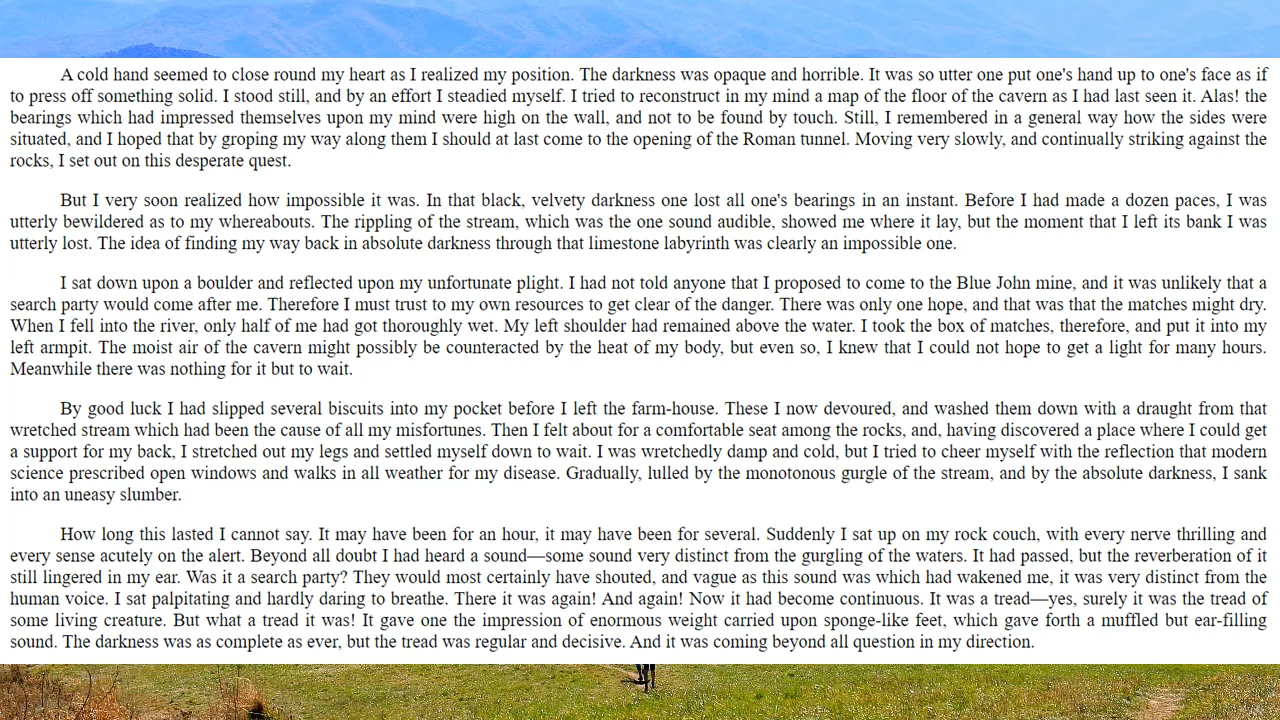 A cold hand seemed to close round my heart as I realized my position. The darkness was opaque and horrible. It was so utter one put one's hand up to one's face as if
to press off something solid. I stood still, and by an effort I steadied myself. I tried to reconstruct in my mind a map of the floor of the cavern as I had last seen it. Alas! the
bearings which had impressed themselves upon my mind were high on the wall, and not to be found by touch. Still, I remembered in a general way how the sides were
situated, and I hoped that by groping my way along them I should at last come to the opening of the Roman tunnel. Moving very slowly, and continually striking against the
rocks, I set out on this desperate quest.
But I very soon realized how impossible it was. In that black, velvety darkness one lost all one's bearings in an instant. Before I had made a dozen paces, I was
utterly bewildered as to my whereabouts. The rippling of the stream, which was the one sound audible, showed me where it lay, but the moment that I left its bank I was
utterly lost. The idea of finding my way back in absolute darkness through that limestone labyrinth was clearly an impossible one.
I sat down upon a boulder and reflected upon my unfortunate plight. I had not told anyone that I proposed to come to the Blue John mine, and it was unlikely that a
search party would come after me. Therefore I must trust to my own resources to get clear of the danger. There was only one hope, and that was that the matches might dry.
When I fell into the river, only half of me had got thoroughly wet. My left shoulder had remained above the water. I took the box of matches, therefore, and put it into my
left armpit. The moist air of the cavern might possibly be counteracted by the heat of my body, but even so, I knew that I could not hope to get a light for many hours.
Meanwhile there was nothing for it but to wait.
By good luck I had slipped several biscuits into my pocket before I left the farm-house. These I now devoured, and washed them down with a draught from that
wretched stream which had been the cause of all my misfortunes. Then I felt about for a comfortable seat among the rocks, and, having discovered a place where I could get
a support for my back, I stretched out my legs and settled myself down to wait. I was wretchedly damp and cold, but I tried to cheer myself with the reflection that modern
science prescribed open windows and walks in all weather for my disease. Gradually, lulled by the monotonous gurgle of the stream, and by the absolute darkness, I sank
into an uneasy slumber.
How long this lasted I cannot say. It may have been for an hour, it may have been for several. Suddenly I sat up on my rock couch, with every nerve thrilling and
every sense acutely on the alert. Beyond all doubt I had heard a sound—some sound very distinct from the gurgling of the waters. It had passed, but the reverberation of it
still lingered in my ear. Was it a search party? They would most certainly have shouted, and vague as this sound was which had wakened me, it was very distinct from the
human voice. I sat palpitating and hardly daring to breathe. There it was again! And again! Now it had become continuous. It was a tread—yes, surely it was the tread of
some living creature. But what a tread it was! It gave one the impression of enormous weight carried upon sponge-like feet, which gave forth a muffled but ear-filling
sound. The darkness was as complete as ever, but the tread was regular and decisive. And it was coming beyond all question in my direction.